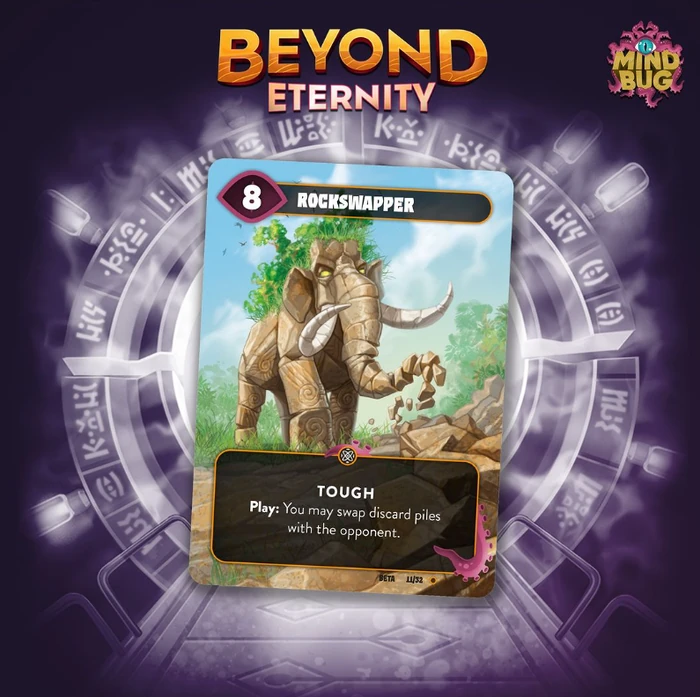 BEYOND
ETERNITY
MIND
BUG
8
ROCKSWAPPER
TOUGH
Play: You may swap discard piles
with the opponent.
BETA 11/32